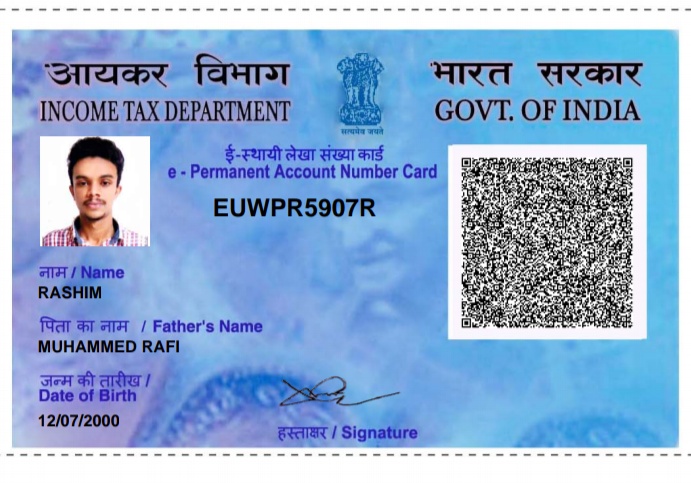 आयकर विभाग
INCOME TAX DEPARTMENT
सत्यमेव जयते
भारत सरकार
GOVT. OF INDIA
ई-स्थायी लेखा संख्या कार्ड
e - Permanent Account Number Card
EUWPR5907R
नाम / Name
RASHIM
पिता का नाम / Father's Name
MUHAMMED RAFI
जन्म की तारीख /
Date of Birth
12/07/2000
हस्ताक्षर / Signature